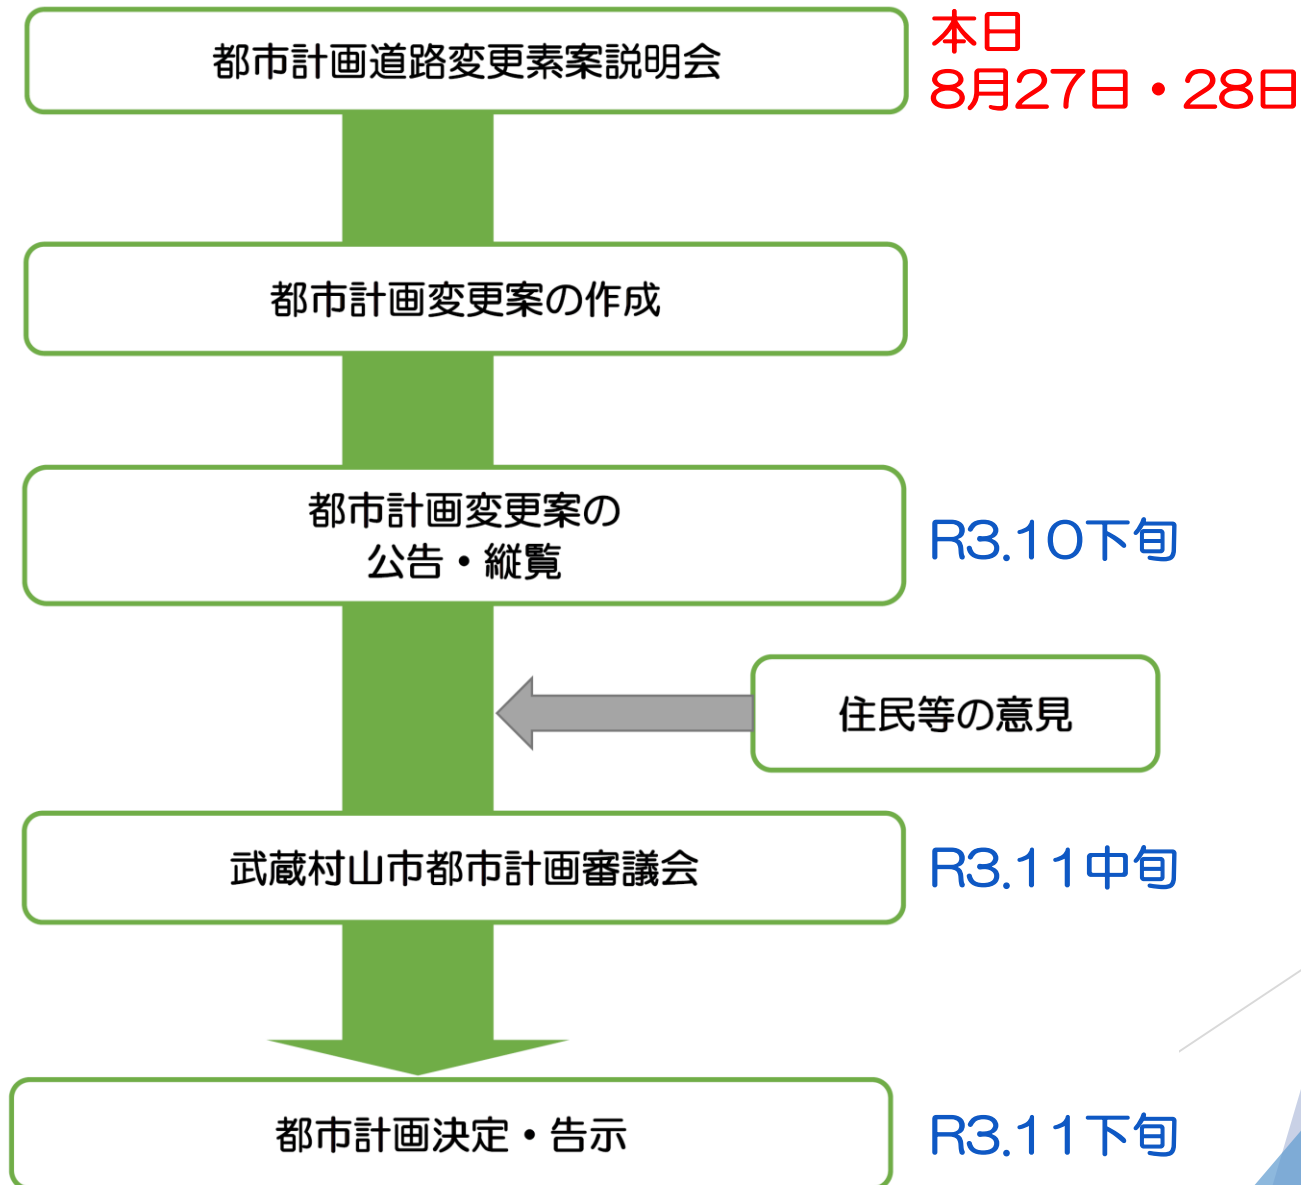 都市計画道路変更素案説明会
本日
8月27日・28日
都市計画変更案の作成
都市計画変更案の
公告・縦覧
R3.10下旬
住民等の意見
武蔵村山市都市計画審議会
R3.11中旬
都市計画決定・告示
R3.11下旬